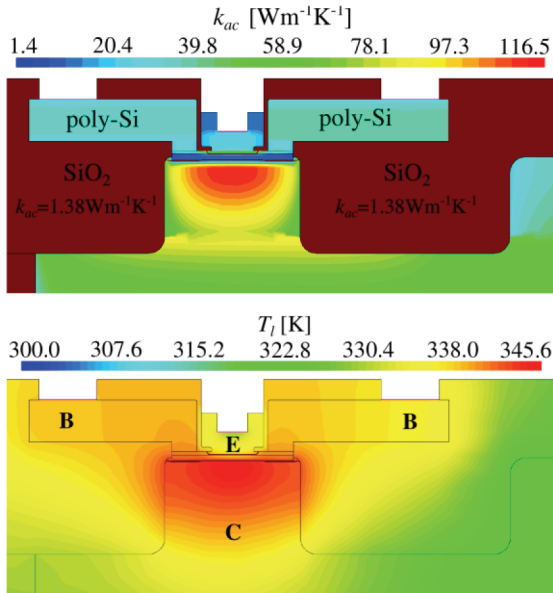 k_ac [Wm⁻¹K⁻¹]
1.4 20.4 39.8 58.9 78.1 97.3 116.5
poly-Si poly-Si
SiO₂ SiO₂
k_ac=1.38Wm⁻¹K⁻¹ k_ac=1.38Wm⁻¹K⁻¹
T_l [K]
300.0 307.6 315.2 322.8 330.4 338.0 345.6
B B
E
C